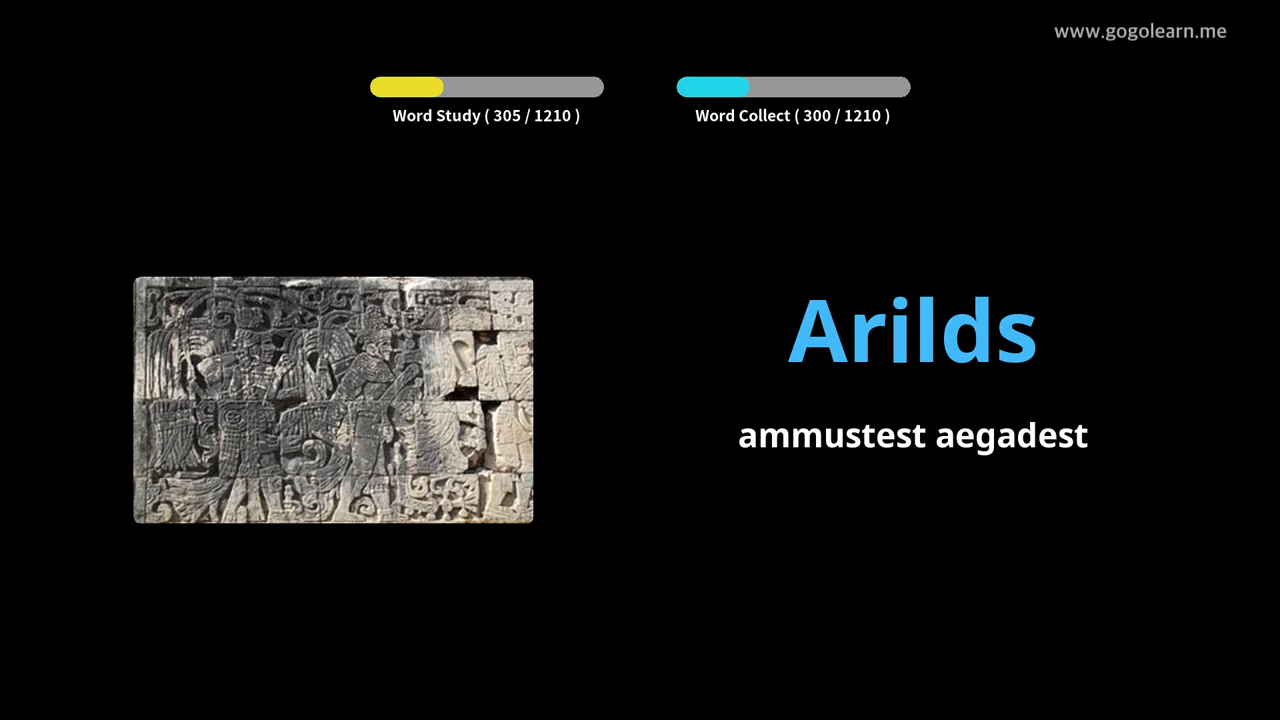 www.gogolearn.me
Word Study ( 305 / 1210 )
Word Collect ( 300 / 1210 )
Arilds
ammustest aegadest